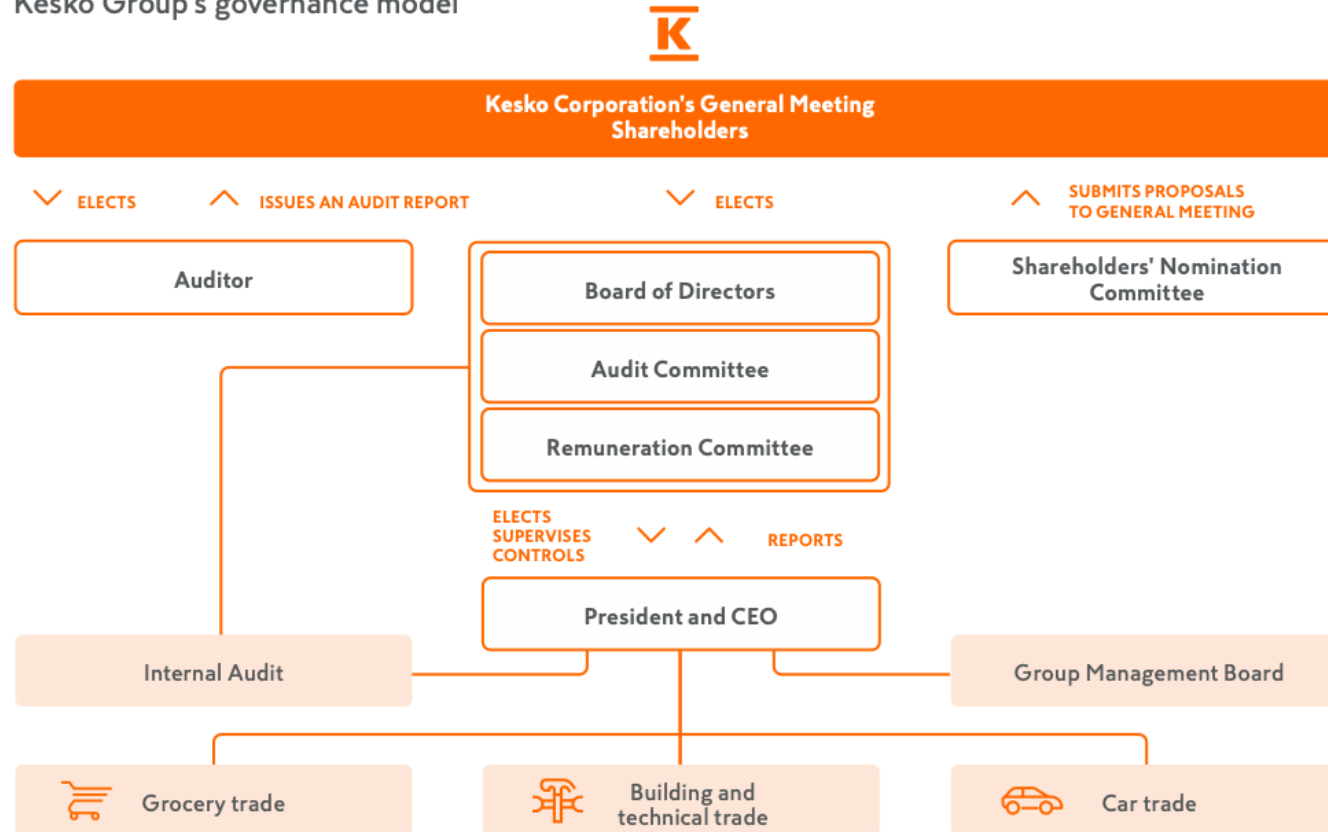 Kesko Group's governance model
K
Kesko Corporation's General Meeting
Shareholders
ELECTS
ISSUES AN AUDIT REPORT
ELECTS
SUBMITS PROPOSALS
TO GENERAL MEETING
Auditor
Board of Directors
Shareholders' Nomination
Committee
Audit Committee
Remuneration Committee
ELECTS
SUPERVISES
CONTROLS
REPORTS
President and CEO
Internal Audit
Group Management Board
Grocery trade
Building and
technical trade
Car trade